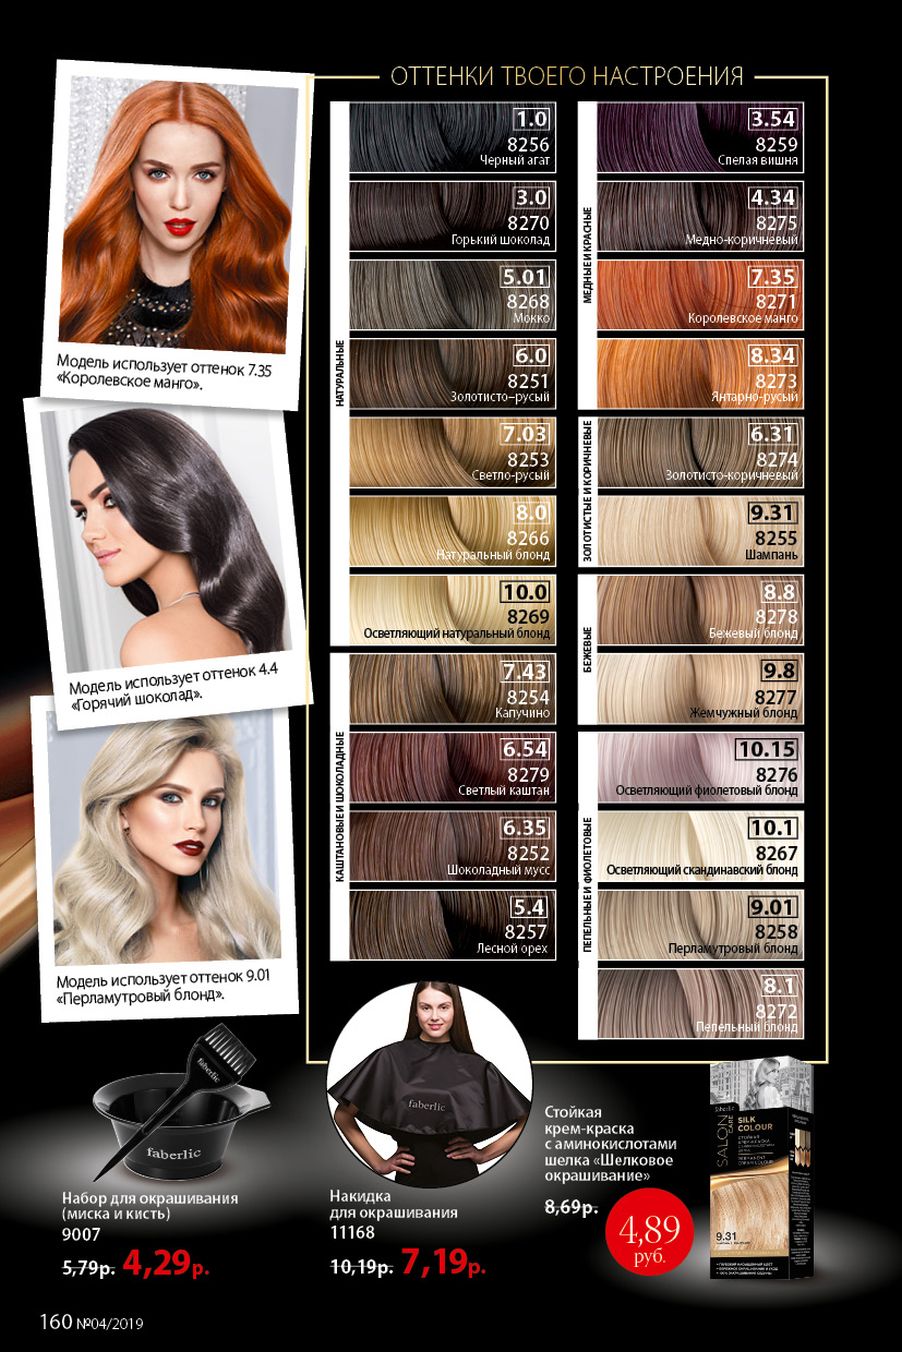 ОТТЕНКИ ТВОЕГО НАСТРОЕНИЯ
Модель использует оттенок 7.35
«Королевское манго».
Модель использует оттенок 4.4
«Горячий шоколад».
Модель использует оттенок 9.01
«Перламутровый блонд».
НАТУРАЛЬНЫЕ
1.0
8256
Черный агат
3.0
8270
Горький шоколад
5.01
8268
Мокко
6.0
8251
Золотисто–русый
7.03
8253
Светло-русый
8.0
8266
Натуральный блонд
10.0
8269
Осветляющий натуральный блонд
КАШТАНОВЫЕ И ШОКОЛАДНЫЕ
7.43
8254
Капучино
6.54
8279
Светлый каштан
6.35
8252
Шоколадный мусс
5.4
8257
Лесной орех
МЕДНЫЕ И КРАСНЫЕ
3.54
8259
Спелая вишня
4.34
8275
Медно-коричневый
7.35
8271
Королевское манго
8.34
8273
Янтарно-русый
ЗОЛОТИСТЫЕ И КОРИЧНЕВЫЕ
6.31
8274
Золотисто-коричневый
9.31
8255
Шампань
БЕЖЕВЫЕ
8.8
8278
Бежевый блонд
9.8
8277
Жемчужный блонд
ПЕПЕЛЬНЫЕ И ФИОЛЕТОВЫЕ
10.15
8276
Осветляющий фиолетовый блонд
10.1
8267
Осветляющий скандинавский блонд
9.01
8258
Перламутровый блонд
8.1
8272
Пепельный блонд
faberlic
faberlic
Набор для окрашивания
(миска и кисть)
9007
5,79р. 4,29р.
faberlic
Накидка
для окрашивания
11168
10,19р. 7,19р.
Стойкая
крем-краска
с аминокислотами
шелка «Шелковое
окрашивание»
8,69р.
4,89
руб.
faberlic
SALON
CARE
SILK
COLOUR
9.31
160 №04/2019